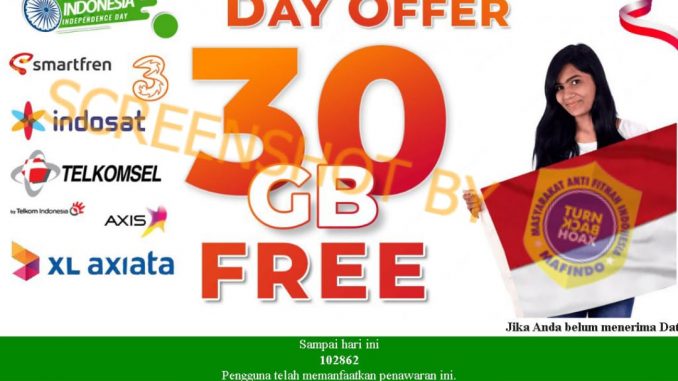 INDONESIA
INDEPENDENCE DAY
DAY OFFER
smartfren
3
indosat
TELKOMSEL
by Telkom Indonesia
AXIS
XL axiata
30
GB
FREE
SCREENSHOT BY
MASYARAKAT ANTI FITNAH INDONESIA
TURN
BACK
HOAX
MAFINDO
Jika Anda belum menerima Dat
Sampai hari ini
102862
Pengguna telah memanfaatkan penawaran ini.